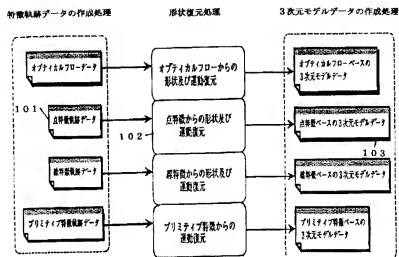 特徴軌跡データの作成処理
形状復元処理
3次元モデルデータの作成処理
オプティカルフローデータ
オプティカルフローからの
形状及び運動復元
オプティカルフローベースの
3次元モデルデータ
101
点特徴軌跡データ
102
点特徴からの形状及び
運動復元
点特徴ベースの3次元モデルデータ
103
線特徴軌跡データ
線特徴からの形状及び
運動復元
線特徴ベースの3次元モデルデータ
プリミティブ特徴軌跡データ
プリミティブ特徴からの
運動復元
プリミティブ特徴ベースの
3次元モデルデータ